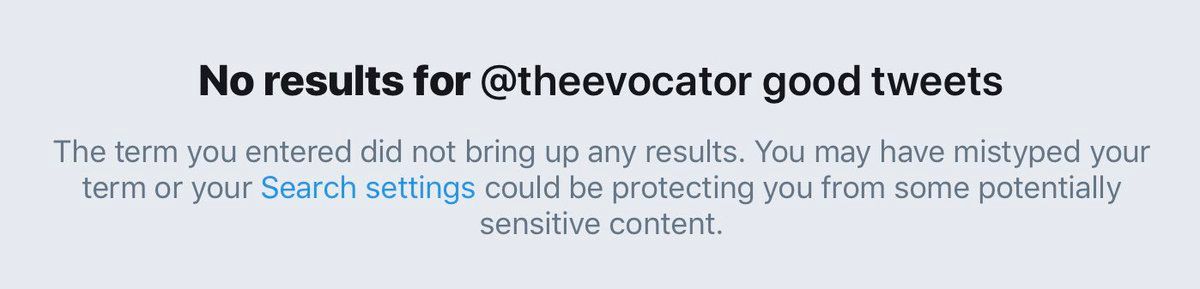 No results for @theevocator good tweets
The term you entered did not bring up any results. You may have mistyped your
term or your Search settings could be protecting you from some potentially
sensitive content.